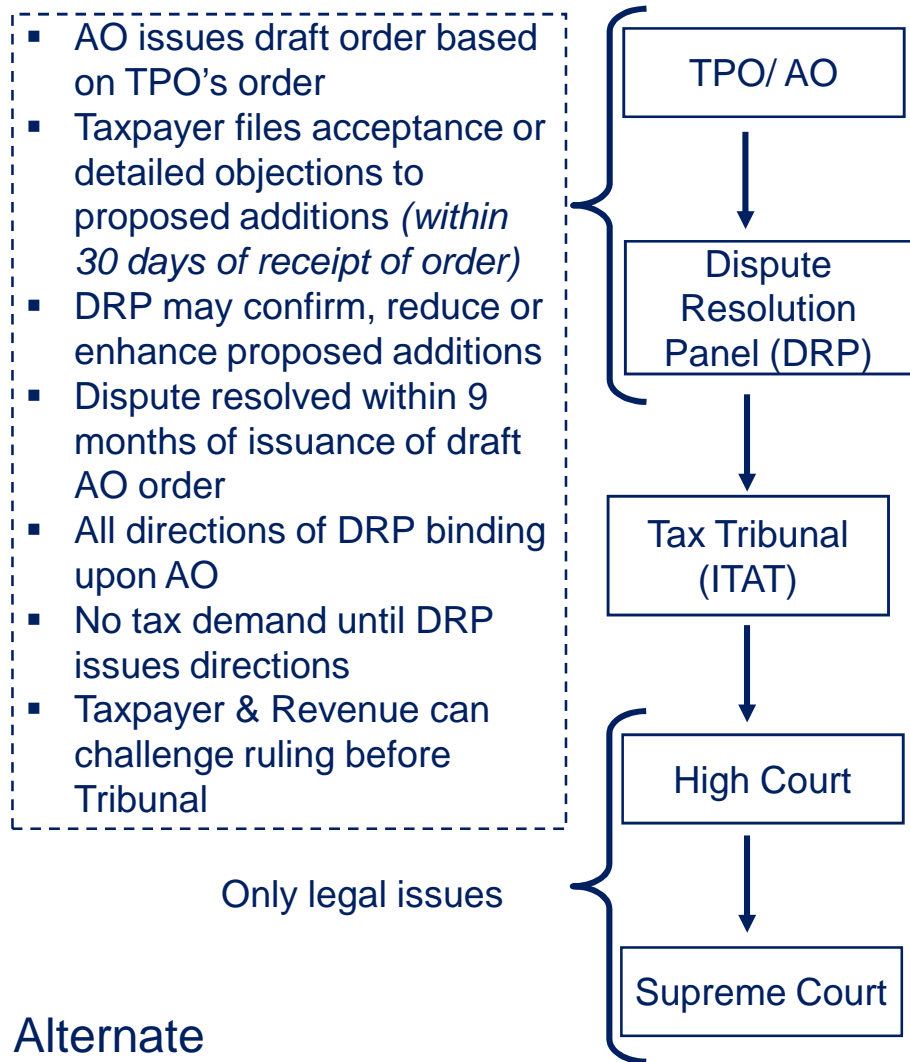 ▪ AO issues draft order based
on TPO's order
▪ Taxpayer files acceptance or
detailed objections to
proposed additions (within
30 days of receipt of order)
▪ DRP may confirm, reduce or
enhance proposed additions
▪ Dispute resolved within 9
months of issuance of draft
AO order
▪ All directions of DRP binding
upon AO
▪ No tax demand until DRP
issues directions
▪ Taxpayer & Revenue can
challenge ruling before
Tribunal
TPO/ AO
Dispute
Resolution
Panel (DRP)
Tax Tribunal
(ITAT)
High Court
Only legal issues
Supreme Court
Alternate